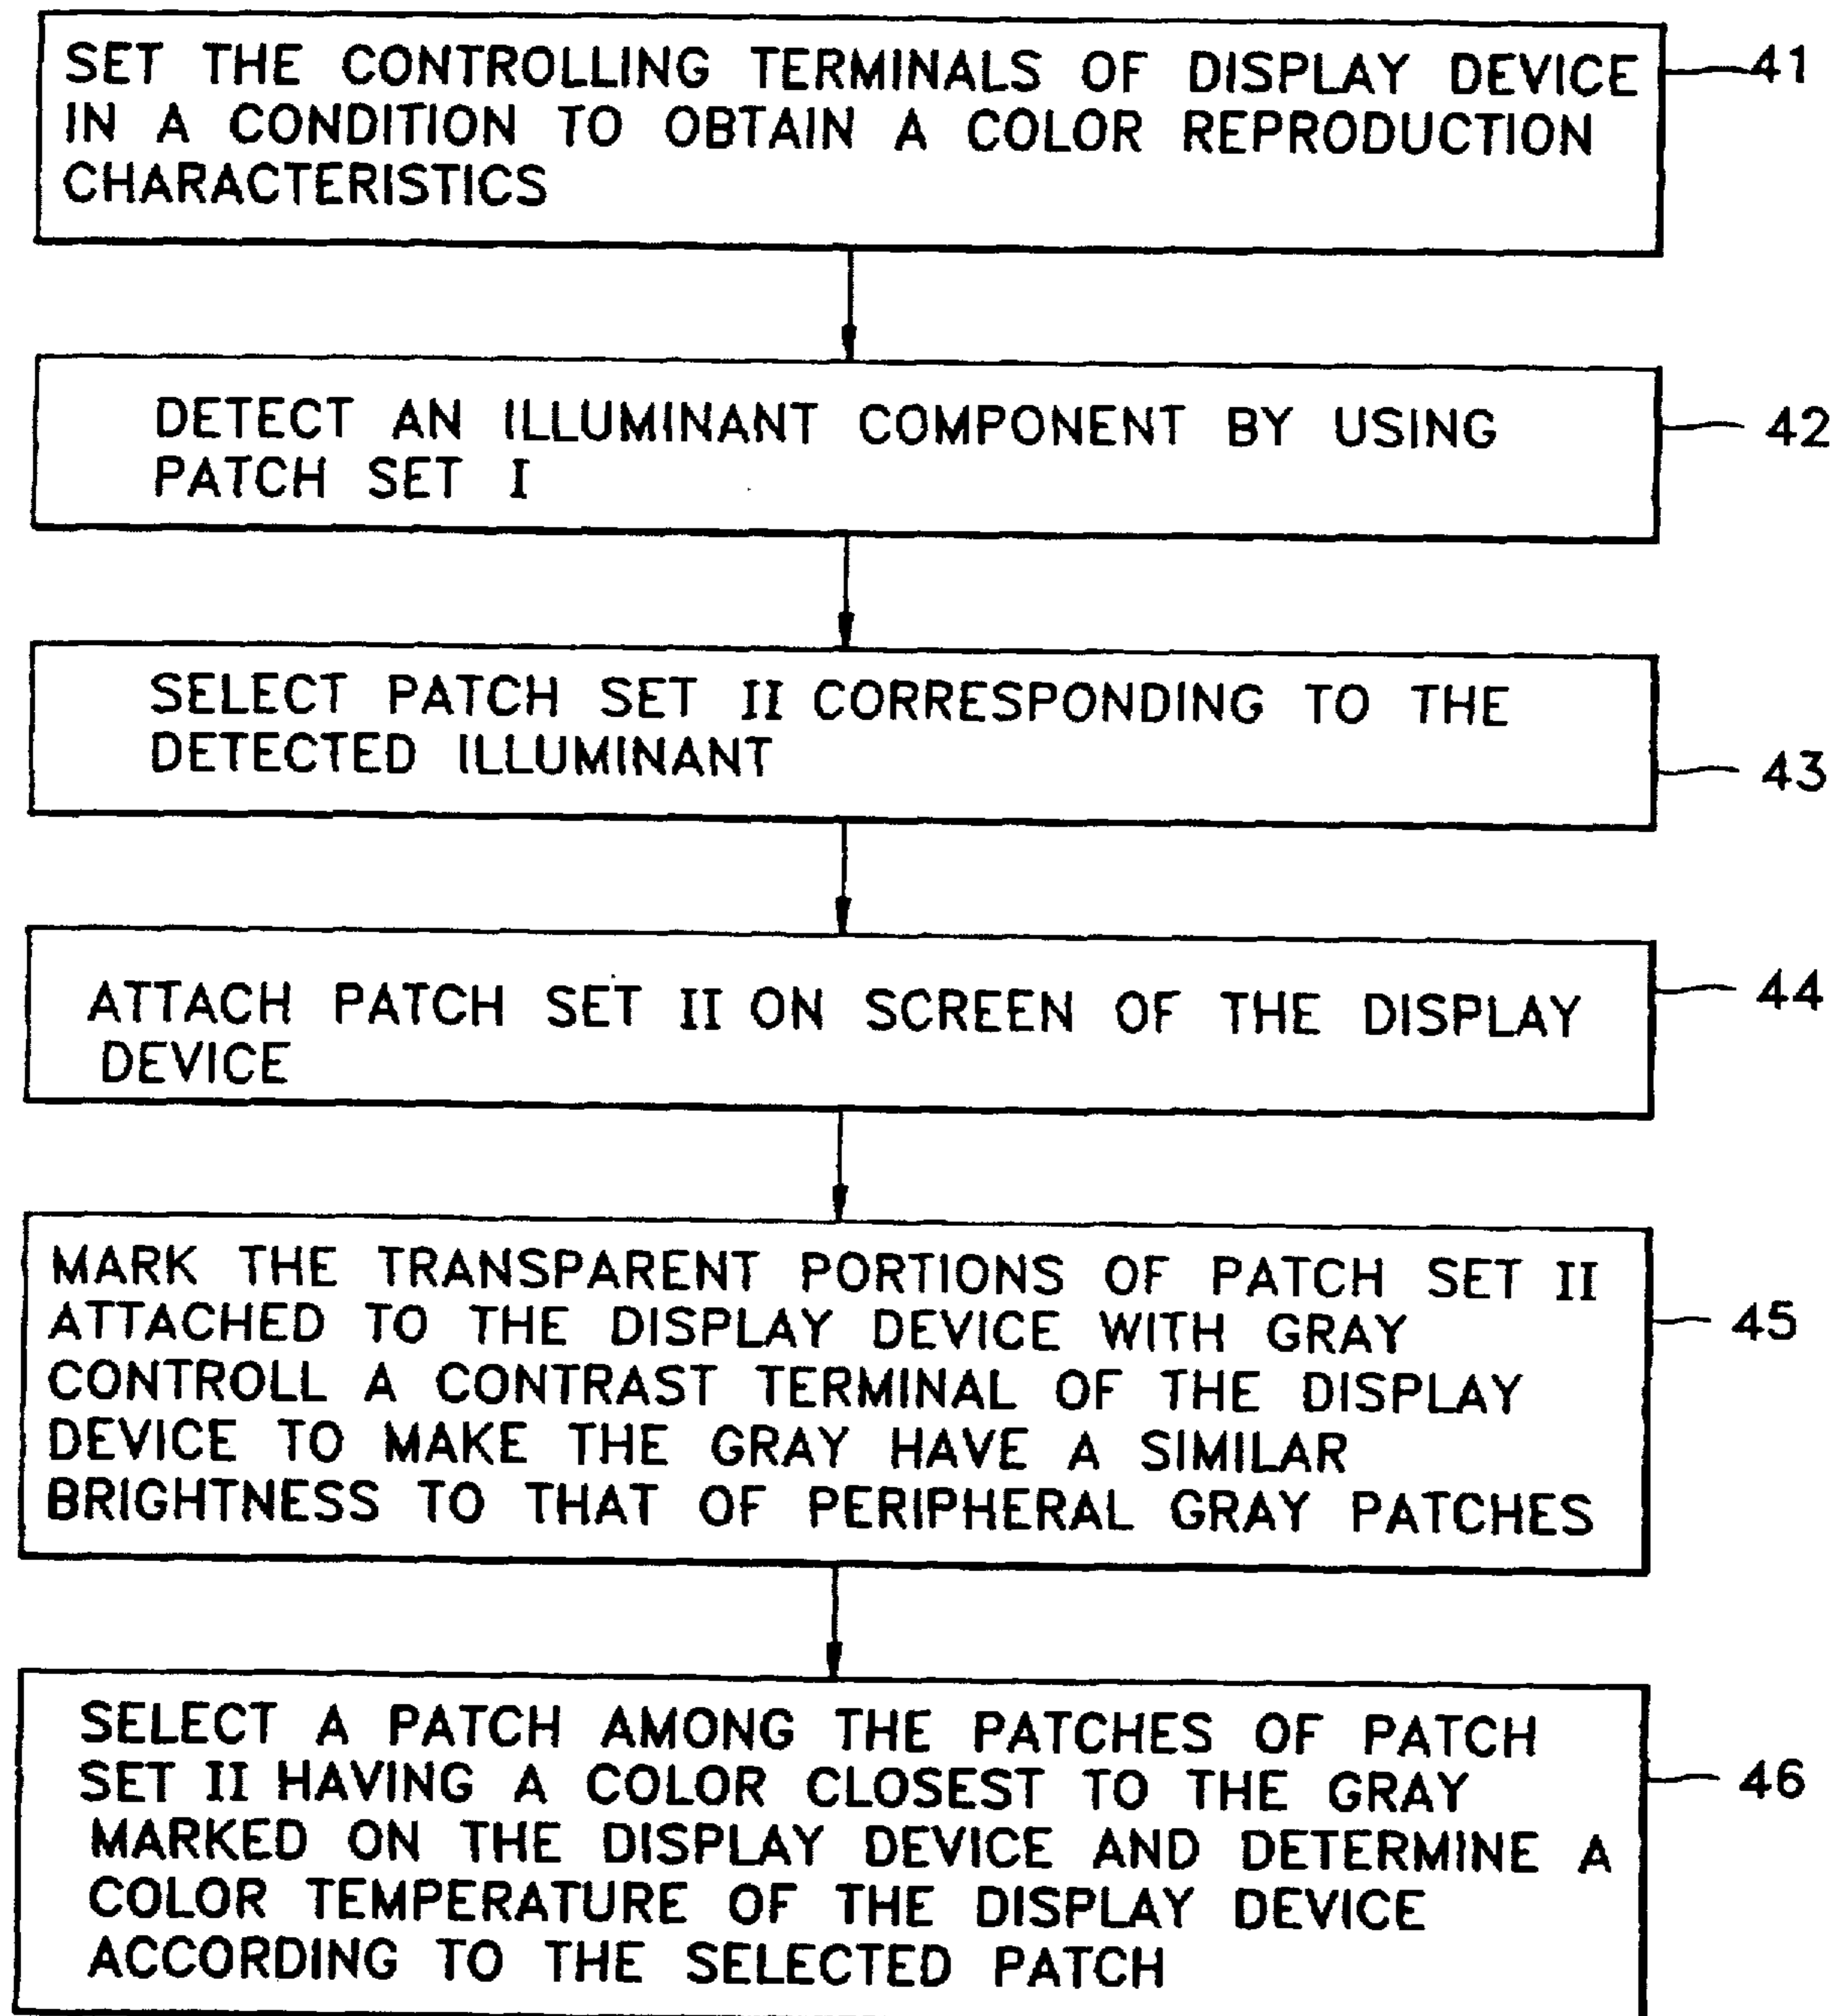 SET THE CONTROLLING TERMINALS OF DISPLAY DEVICE
IN A CONDITION TO OBTAIN A COLOR REPRODUCTION
CHARACTERISTICS
41
DETECT AN ILLUMINANT COMPONENT BY USING
PATCH SET I
42
SELECT PATCH SET II CORRESPONDING TO THE
DETECTED ILLUMINANT
43
ATTACH PATCH SET II ON SCREEN OF THE DISPLAY
DEVICE
44
MARK THE TRANSPARENT PORTIONS OF PATCH SET II
ATTACHED TO THE DISPLAY DEVICE WITH GRAY
CONTROLL A CONTRAST TERMINAL OF THE DISPLAY
DEVICE TO MAKE THE GRAY HAVE A SIMILAR
BRIGHTNESS TO THAT OF PERIPHERAL GRAY PATCHES
45
SELECT A PATCH AMONG THE PATCHES OF PATCH
SET II HAVING A COLOR CLOSEST TO THE GRAY
MARKED ON THE DISPLAY DEVICE AND DETERMINE A
COLOR TEMPERATURE OF THE DISPLAY DEVICE
ACCORDING TO THE SELECTED PATCH
46